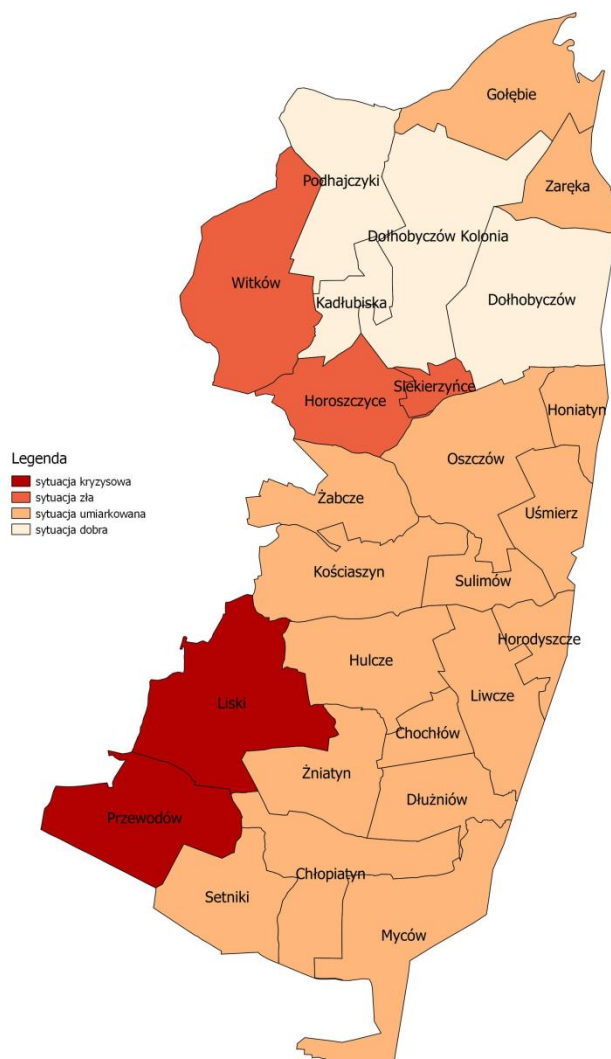 Gołębie
Zaręka
Podhajczyki
Dołhobyczów Kolonia
Witków
Kadłubiska
Dołhobyczów
Siekierzyńce
Horoszczyce
Honiatyn
Oszczów
Legenda
sytuacja kryzysowa
sytuacja zła
sytuacja umiarkowana
sytuacja dobra
Żabcze
Uśmierz
Kościaszyn
Sulimów
Horodyszcze
Hulcze
Liwcze
Liski
Chochłów
Żniatyn
Dłużniów
Przewodów
Chłopiatyn
Setniki
Myców